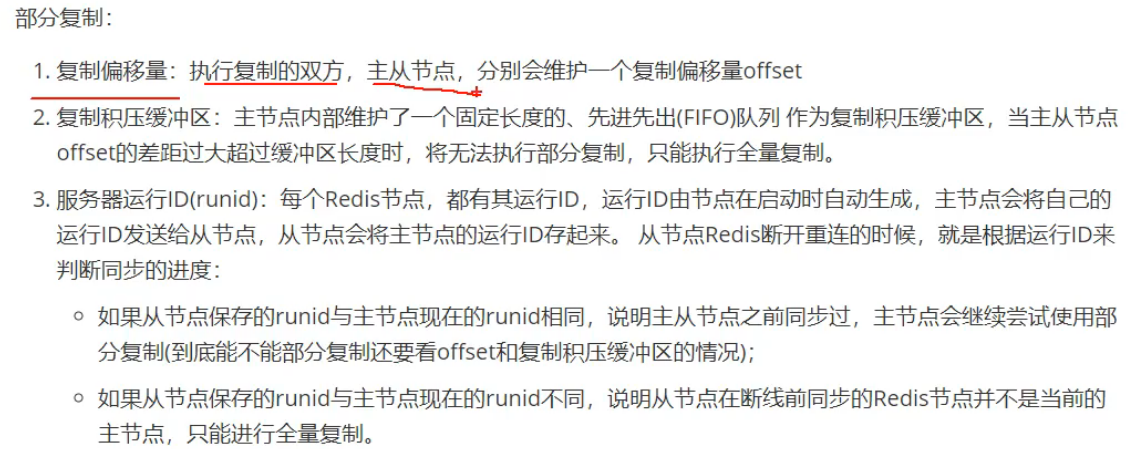 部分复制：
1. 复制偏移量：执行复制的双方，主从节点，分别会维护一个复制偏移量offset
2. 复制积压缓冲区：主节点内部维护了一个固定长度的、先进先出(FIFO)队列 作为复制积压缓冲区，当主从节点
offset的差距过大超过缓冲区长度时，将无法执行部分复制，只能执行全量复制。
3. 服务器运行ID(runid)：每个Redis节点，都有其运行ID，运行ID由节点在启动时自动生成，主节点会将自己的
运行ID发送给从节点，从节点会将主节点的运行ID存起来。 从节点Redis断开重连的时候，就是根据运行ID来
判断同步的进度：
如果从节点保存的runid与主节点现在的runid相同，说明主从节点之前同步过，主节点会继续尝试使用部
分复制(到底能不能部分复制还要看offset和复制积压缓冲区的情况)；
如果从节点保存的runid与主节点现在的runid不同，说明从节点在断线前同步的Redis节点并不是当前的
主节点，只能进行全量复制。